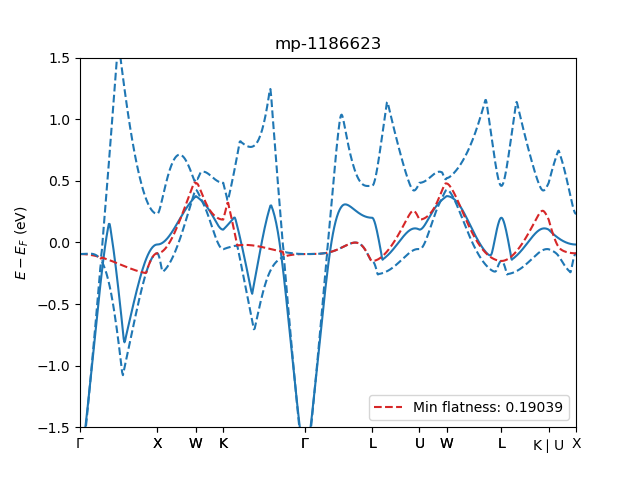 mp-1186623
1.5
1.0
0.5
0.0
−0.5
−1.0
−1.5
E − E_F (eV)
Min flatness: 0.19039
Γ X W K Γ L U W L K | U X